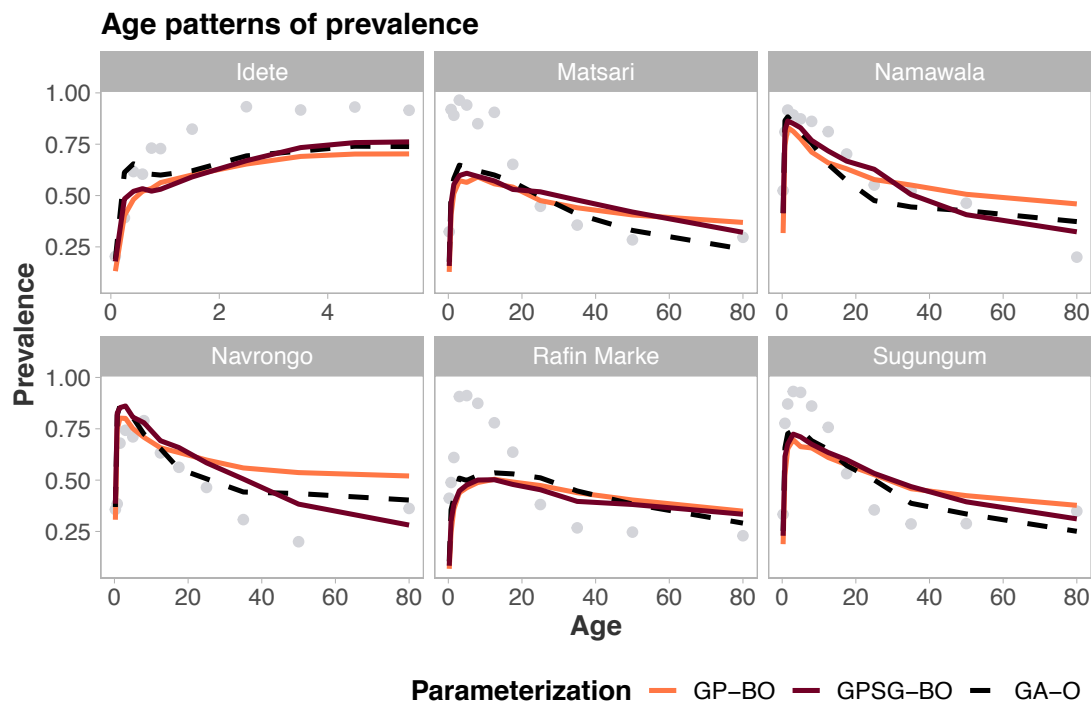 Age patterns of prevalence
Idete
Matsari
Namawala
1.00
0.75
0.50
0.25
0 2 4
0 20 40 60 80
0 20 40 60 80
Navrongo
Rafin Marke
Sugungum
1.00
0.75
0.50
0.25
0 20 40 60 80
0 20 40 60 80
0 20 40 60 80
Prevalence
Age
Parameterization GP−BO GPSG−BO GA−O